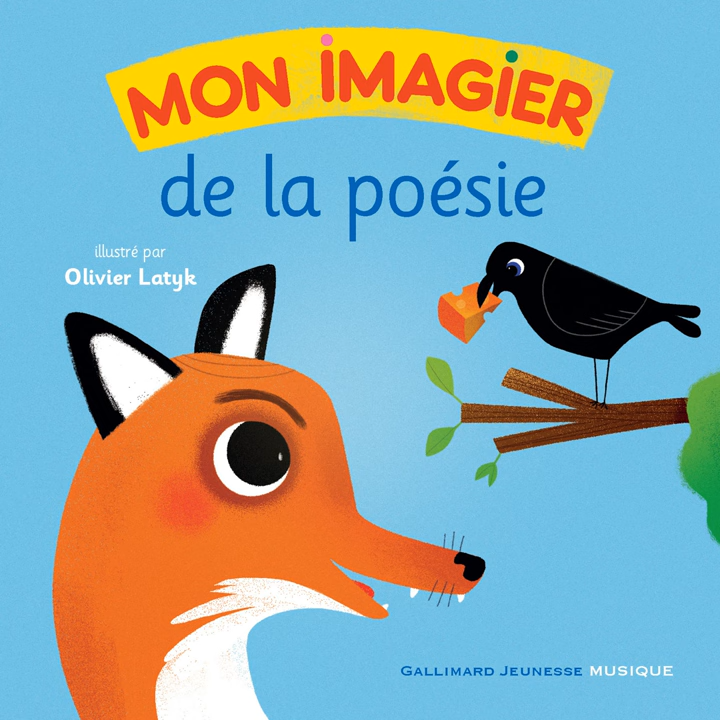 MON iMAGiER
de la poésie
illustré par
Olivier Latyk
GALLIMARD JEUNESSE MUSIQUE